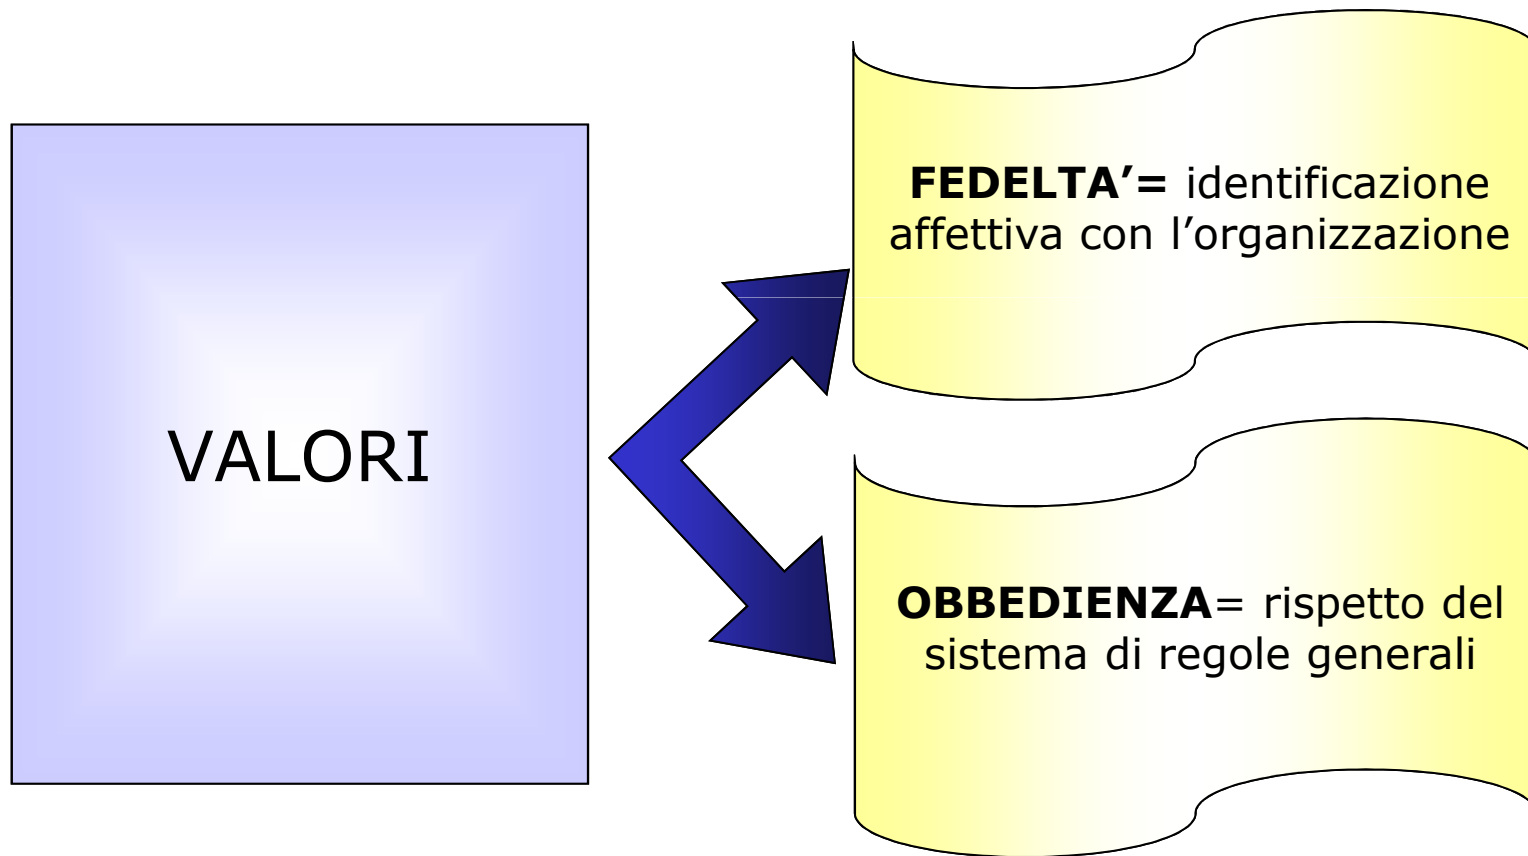 VALORI
FEDELTA’= identificazione
affettiva con l’organizzazione
OBBEDIENZA= rispetto del
sistema di regole generali